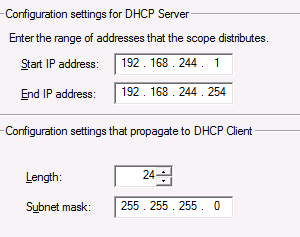 Configuration settings for DHCP Server
Enter the range of addresses that the scope distributes.
Start IP address: 192 . 168 . 244 . 1
End IP address: 192 . 168 . 244 . 254
Configuration settings that propagate to DHCP Client
Length: 24
Subnet mask: 255 . 255 . 255 . 0